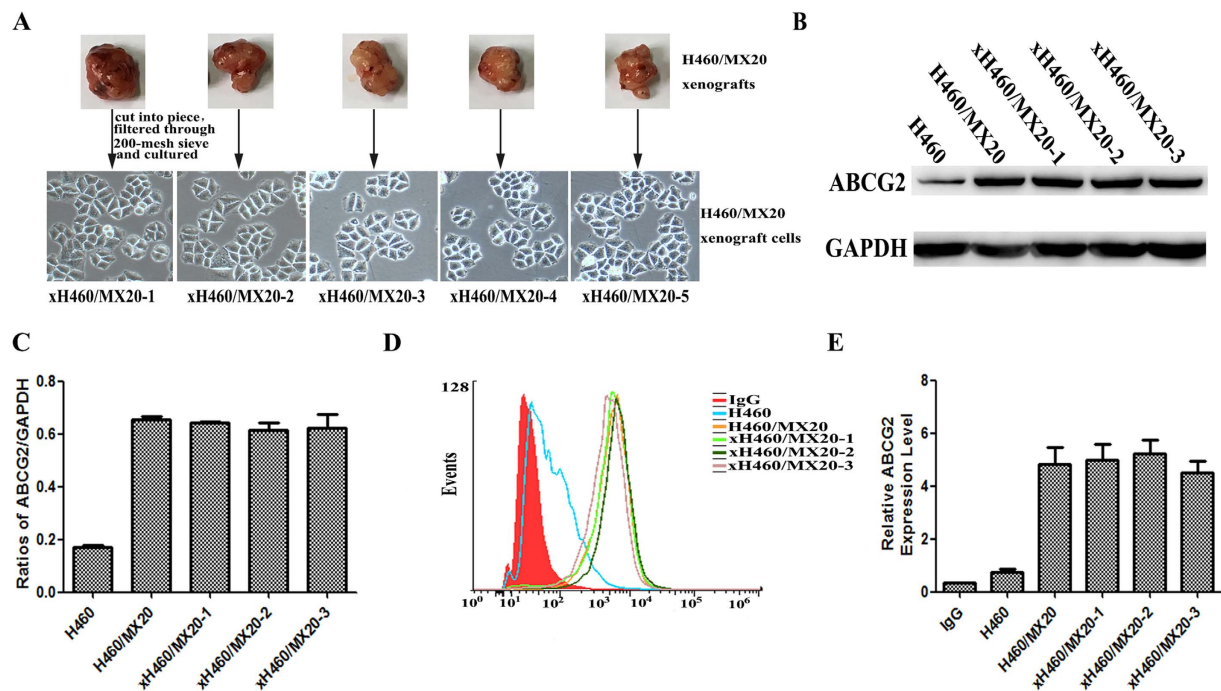 A
H460/MX20
xenografts
cut into piece,
filtered through
200-mesh sieve
and cultured
H460/MX20
xenograft cells
xH460/MX20-1
xH460/MX20-2
xH460/MX20-3
xH460/MX20-4
xH460/MX20-5
B
H460
H460/MX20
xH460/MX20-1
xH460/MX20-2
xH460/MX20-3
ABCG2
GAPDH
C
Ratios of ABCG2/GAPDH
0.8
0.6
0.4
0.2
0.0
H460
H460/MX20
xH460/MX20-1
xH460/MX20-2
xH460/MX20-3
D
128
Events
IgG
H460
H460/MX20
xH460/MX20-1
xH460/MX20-2
xH460/MX20-3
10⁰ 10¹ 10² 10³ 10⁴ 10⁵ 10⁶
E
Relative ABCG2
Expression Level
8
6
4
2
0
IgG
H460
H460/MX20
xH460/MX20-1
xH460/MX20-2
xH460/MX20-3